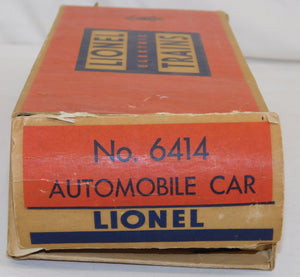 LIONEL
ELECTRIC
TRAINS
No. 6414
AUTOMOBILE CAR
LIONEL